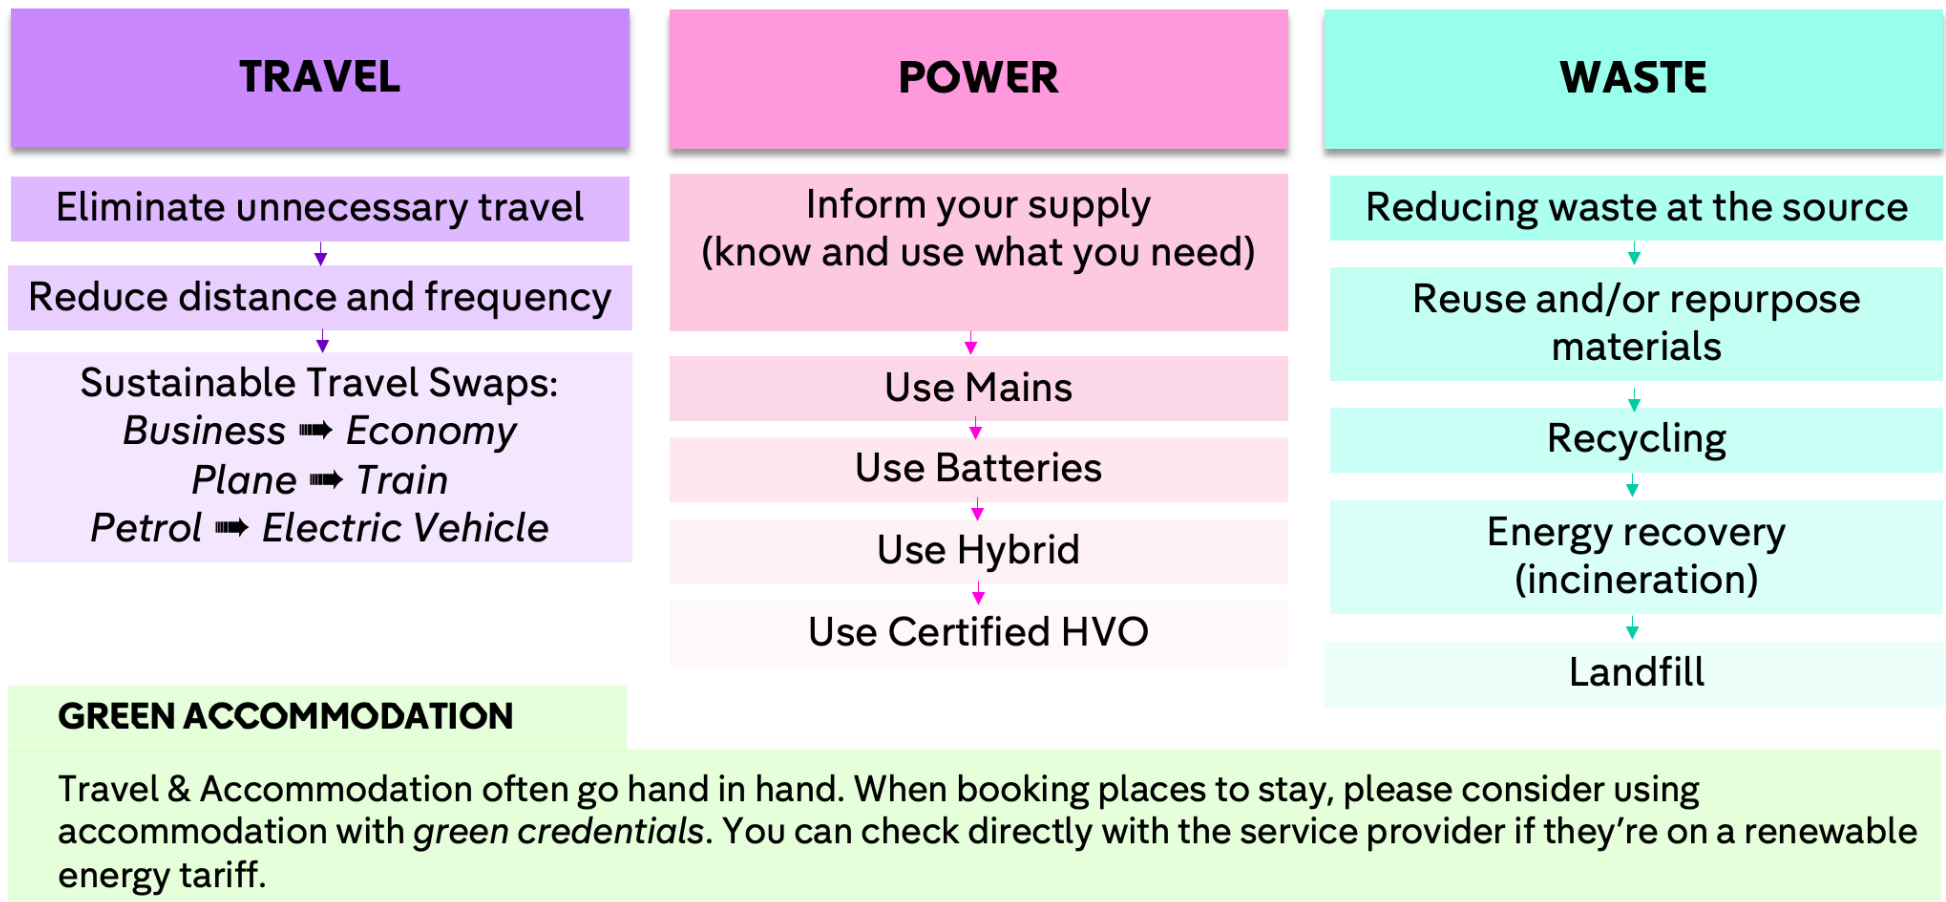 TRAVEL
Eliminate unnecessary travel
Reduce distance and frequency
Sustainable Travel Swaps:
Business ➟ Economy
Plane ➟ Train
Petrol ➟ Electric Vehicle
POWER
Inform your supply
(know and use what you need)
Use Mains
Use Batteries
Use Hybrid
Use Certified HVO
WASTE
Reducing waste at the source
Reuse and/or repurpose
materials
Recycling
Energy recovery
(incineration)
Landfill
GREEN ACCOMMODATION
Travel & Accommodation often go hand in hand. When booking places to stay, please consider using
accommodation with green credentials. You can check directly with the service provider if they’re on a renewable
energy tariff.